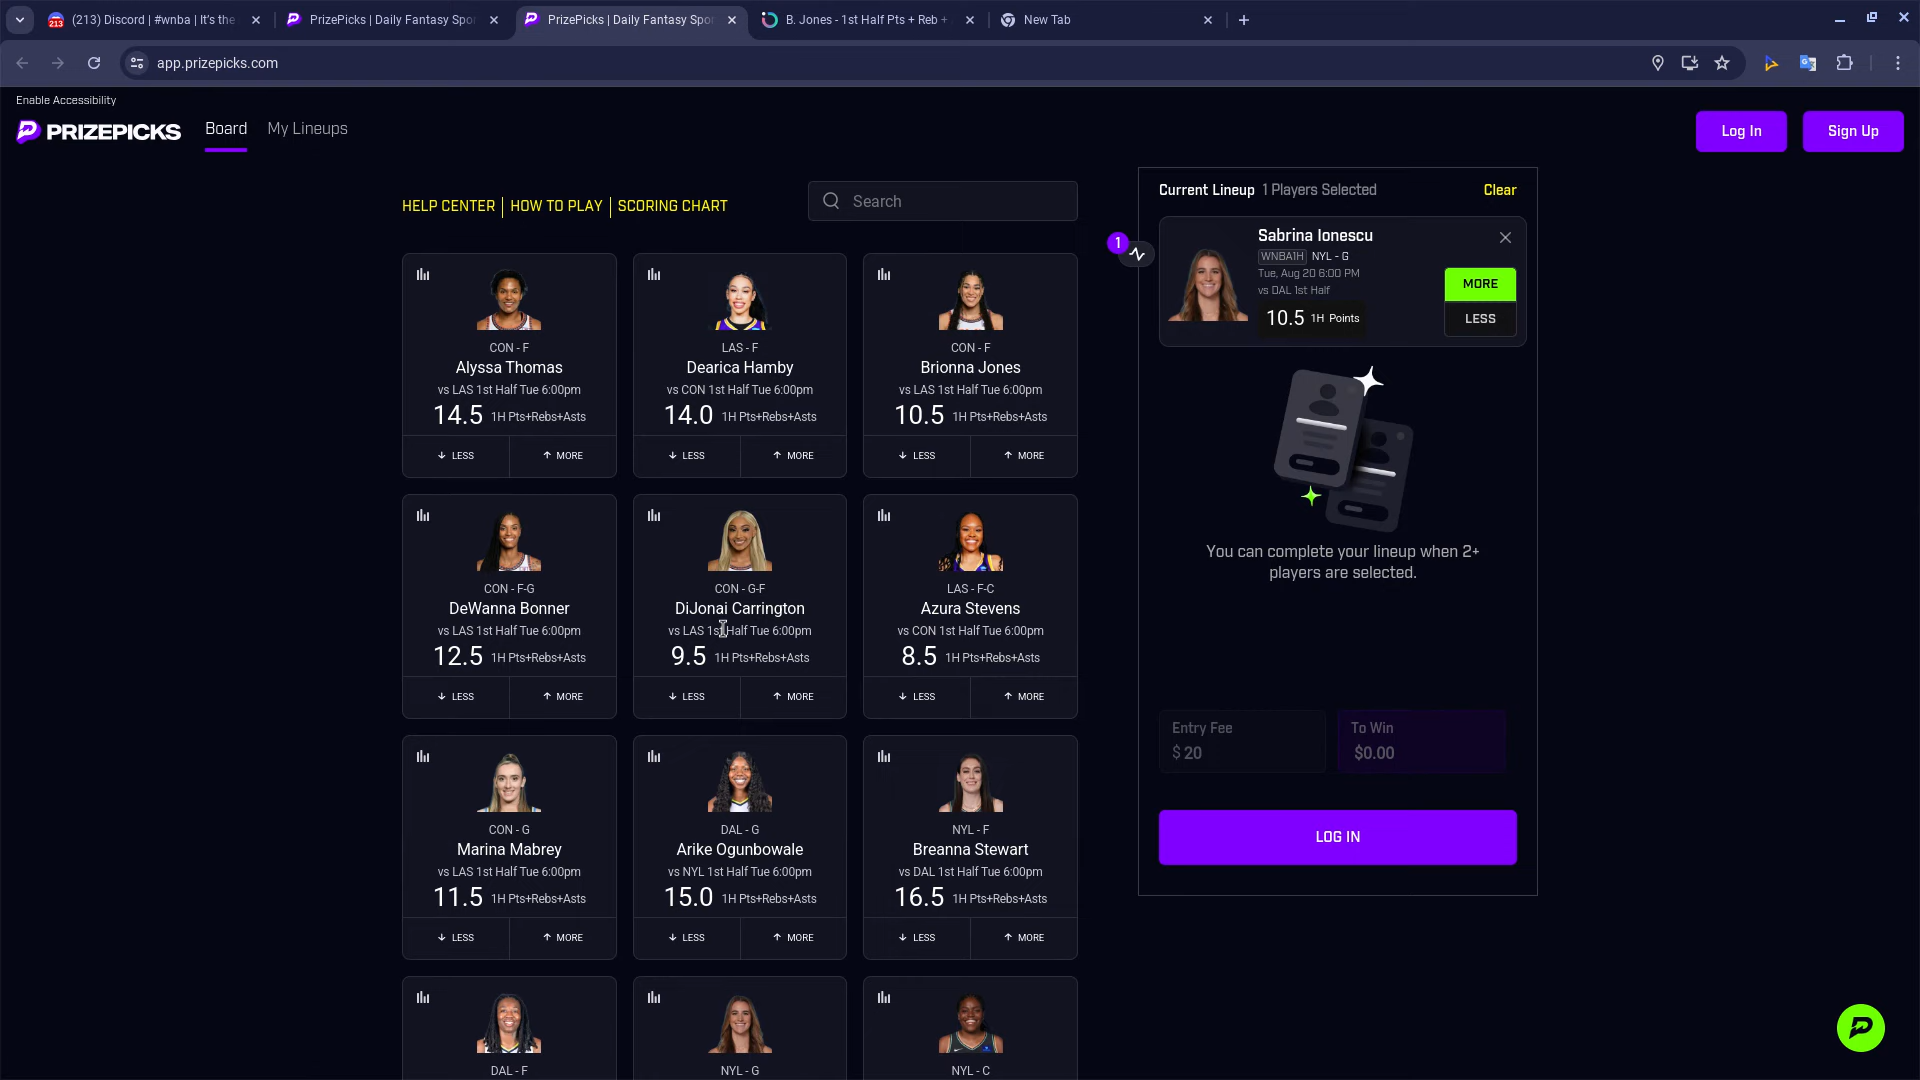 (213) Discord | #wnba | It's the
PrizePicks | Daily Fantasy Spor
PrizePicks | Daily Fantasy Spor
B. Jones - 1st Half Pts + Reb +
New Tab
app.prizepicks.com
Enable Accessibility
PRIZEPICKS
Board
My Lineups
Log In
Sign Up
HELP CENTER
HOW TO PLAY
SCORING CHART
Search
CON - F
Alyssa Thomas
vs LAS 1st Half Tue 6:00pm
14.5 1H Pts+Rebs+Asts
LESS
MORE
LAS - F
Dearica Hamby
vs CON 1st Half Tue 6:00pm
14.0 1H Pts+Rebs+Asts
LESS
MORE
CON - F
Brionna Jones
vs LAS 1st Half Tue 6:00pm
10.5 1H Pts+Rebs+Asts
LESS
MORE
CON - F-G
DeWanna Bonner
vs LAS 1st Half Tue 6:00pm
12.5 1H Pts+Rebs+Asts
LESS
MORE
CON - G-F
DiJonai Carrington
vs LAS 1st Half Tue 6:00pm
9.5 1H Pts+Rebs+Asts
LESS
MORE
LAS - F-C
Azura Stevens
vs CON 1st Half Tue 6:00pm
8.5 1H Pts+Rebs+Asts
LESS
MORE
CON - G
Marina Mabrey
vs LAS 1st Half Tue 6:00pm
11.5 1H Pts+Rebs+Asts
LESS
MORE
DAL - G
Arike Ogunbowale
vs NYL 1st Half Tue 6:00pm
15.0 1H Pts+Rebs+Asts
LESS
MORE
NYL - F
Breanna Stewart
vs DAL 1st Half Tue 6:00pm
16.5 1H Pts+Rebs+Asts
LESS
MORE
DAL - F
NYL - G
NYL - C
Current Lineup 1 Players Selected
Clear
1
Sabrina Ionescu
WNBA1H NYL - G
Tue, Aug 20 6:00 PM
vs DAL 1st Half
10.5 1H Points
MORE
LESS
You can complete your lineup when 2+
players are selected.
Entry Fee
$ 20
To Win
$0.00
LOG IN